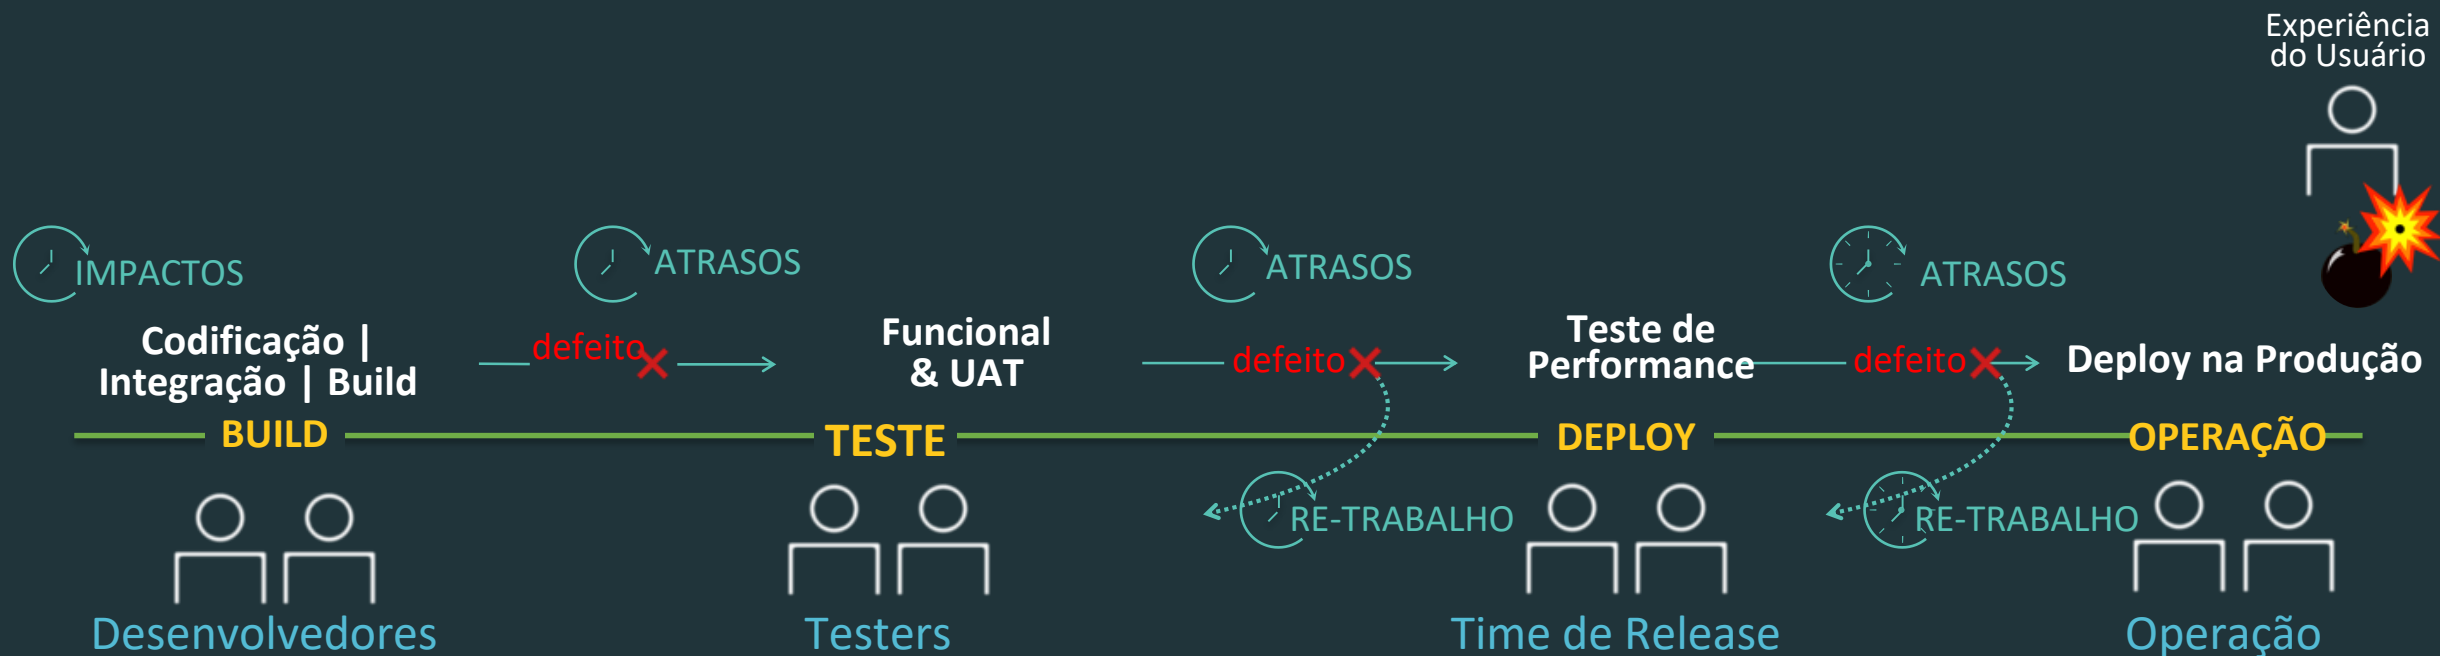 Experiência
do Usuário
IMPACTOS
ATRASOS
ATRASOS
ATRASOS
Codificação |
Integração | Build
defeito
Funcional
& UAT
defeito
Teste de
Performance
defeito
Deploy na Produção
BUILD
TESTE
DEPLOY
OPERAÇÃO
RE-TRABALHO
RE-TRABALHO
Desenvolvedores
Testers
Time de Release
Operação